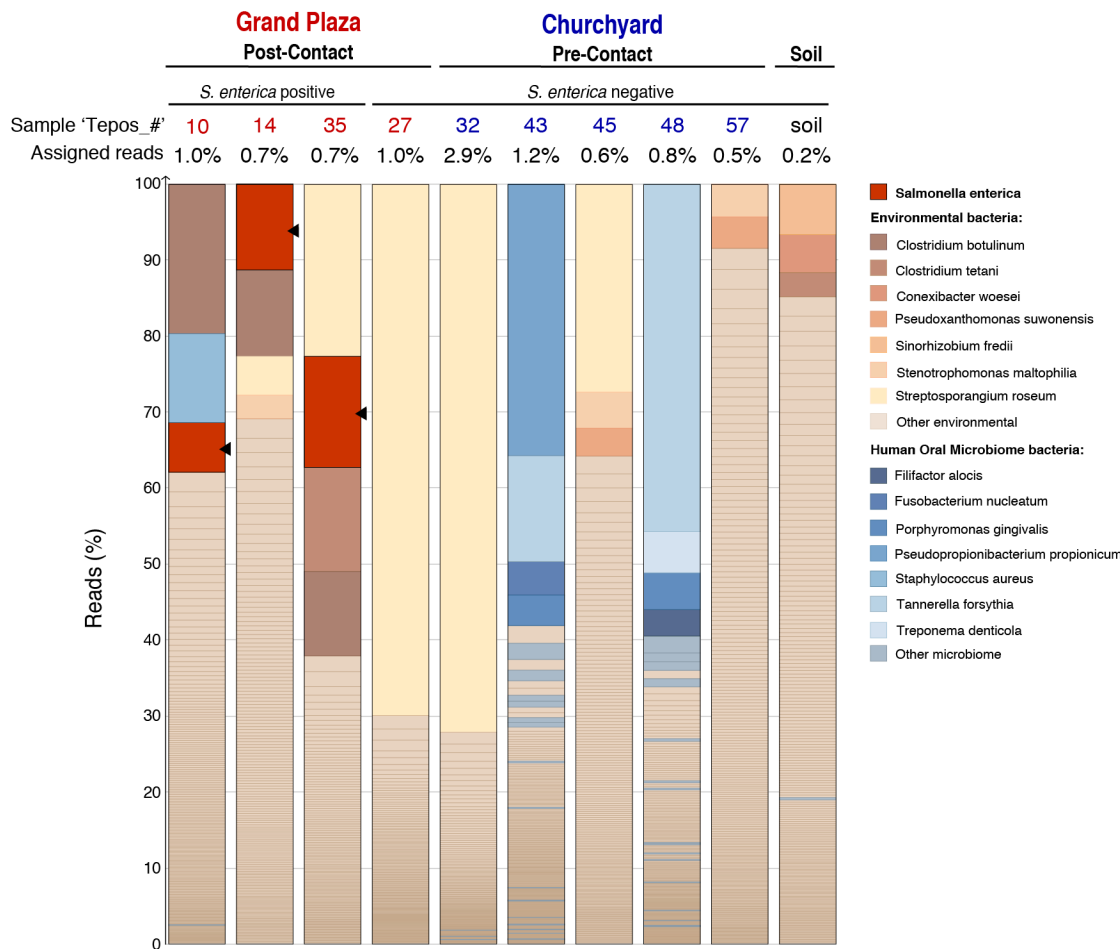 Grand Plaza Churchyard
Post-Contact Pre-Contact Soil
S. enterica positive S. enterica negative
Sample 'Tepos_#' 10 14 35 27 32 43 45 48 57 soil
Assigned reads 1.0% 0.7% 0.7% 1.0% 2.9% 1.2% 0.6% 0.8% 0.5% 0.2%
100
90
80
70
60
50
40
30
20
10
0
Reads (%)
Salmonella enterica
Environmental bacteria:
Clostridium botulinum
Clostridium tetani
Conexibacter woesei
Pseudoxanthomonas suwonensis
Sinorhizobium fredii
Stenotrophomonas maltophilia
Streptosporangium roseum
Other environmental
Human Oral Microbiome bacteria:
Filifactor alocis
Fusobacterium nucleatum
Porphyromonas gingivalis
Pseudopropionibacterium propionicum
Staphylococcus aureus
Tannerella forsythia
Treponema denticola
Other microbiome